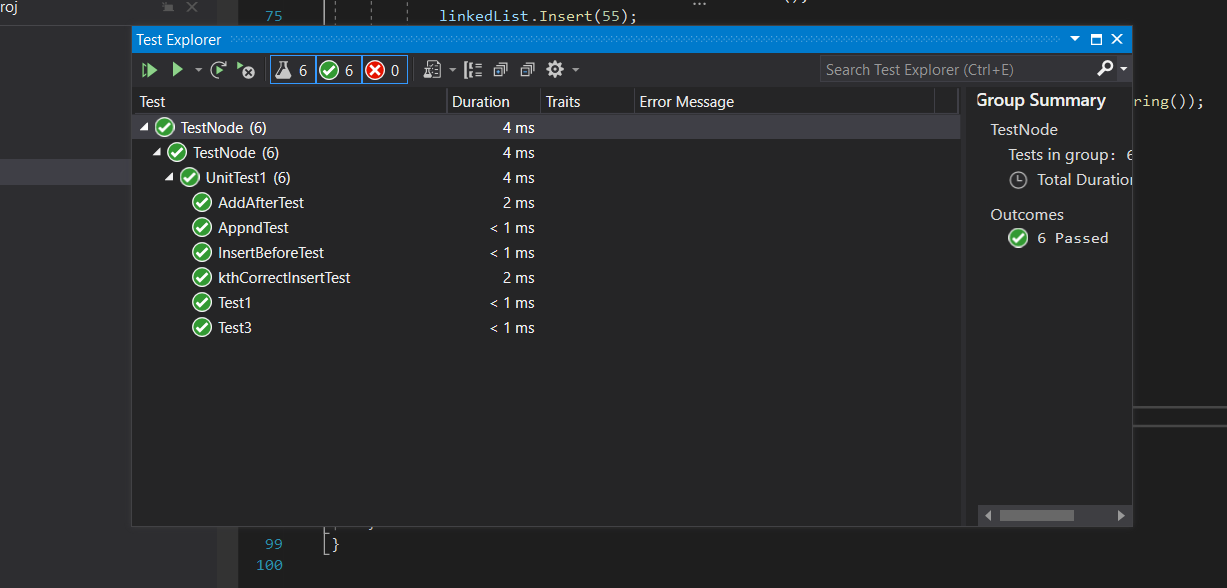 roj
75 linkedList.Insert(55);
Test Explorer
6 6 0 Search Test Explorer (Ctrl+E)
Test Duration Traits Error Message
TestNode (6) 4 ms
TestNode (6) 4 ms
UnitTest1 (6) 4 ms
AddAfterTest 2 ms
AppndTest < 1 ms
InsertBeforeTest < 1 ms
kthCorrectInsertTest 2 ms
Test1 < 1 ms
Test3 < 1 ms
Group Summary
ring());
TestNode
Tests in group: 6
Total Duration
Outcomes
6 Passed
99 }
100